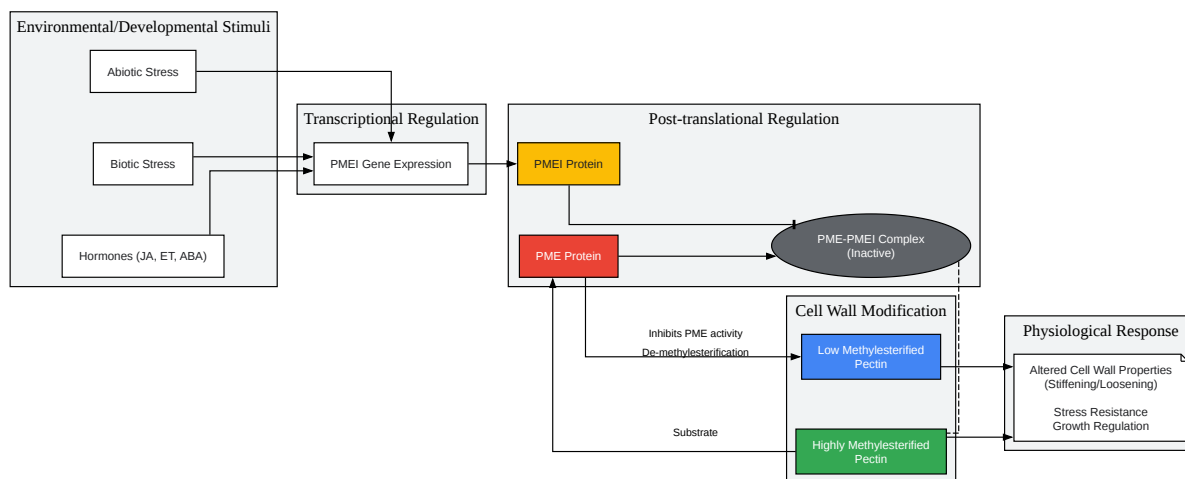 Environmental/Developmental Stimuli
Abiotic Stress
Biotic Stress
Hormones (JA, ET, ABA)
Transcriptional Regulation
PMEI Gene Expression
Post-translational Regulation
PMEI Protein
PME Protein
PME-PMEI Complex
(Inactive)
Inhibits PME activity
De-methylesterification
Substrate
Cell Wall Modification
Low Methylesterified
Pectin
Highly Methylesterified
Pectin
Physiological Response
Altered Cell Wall Properties
(Stiffening/Loosening)
Stress Resistance
Growth Regulation